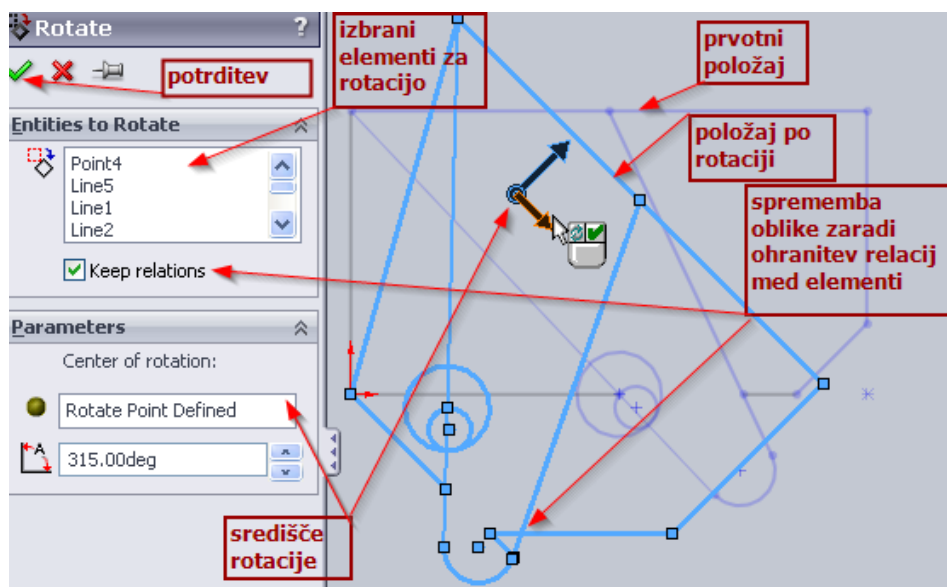 Rotate ?
potrditev
Entities to Rotate
Point4
Line5
Line1
Line2
Keep relations
Parameters
Center of rotation:
Rotate Point Defined
A
315.00deg
izbrani
elementi za
rotacijo
prvotni
položaj
položaj po
rotaciji
sprememba
oblike zaradi
ohranitev relacij
med elementi
središče
rotacije